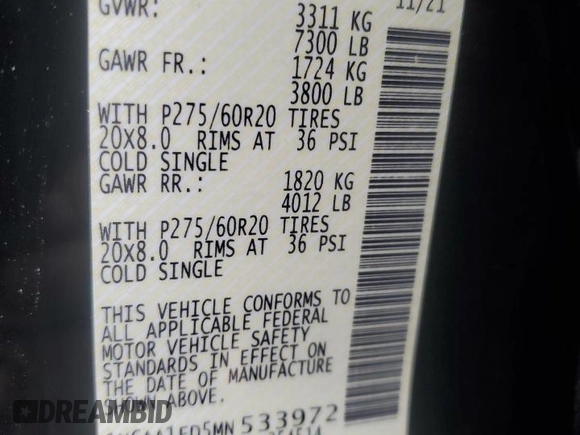 GVWR: 11/21
3311 KG
7300 LB
GAWR FR.: 1724 KG
3800 LB
WITH P275/60R20 TIRES
20X8.0 RIMS AT 36 PSI
COLD SINGLE
GAWR RR.: 1820 KG
4012 LB
WITH P275/60R20 TIRES
20X8.0 RIMS AT 36 PSI
COLD SINGLE
THIS VEHICLE CONFORMS TO
ALL APPLICABLE FEDERAL
MOTOR VEHICLE SAFETY
STANDARDS IN EFFECT ON
THE DATE OF MANUFACTURE
SHOWN ABOVE.
533972
DREAMBID